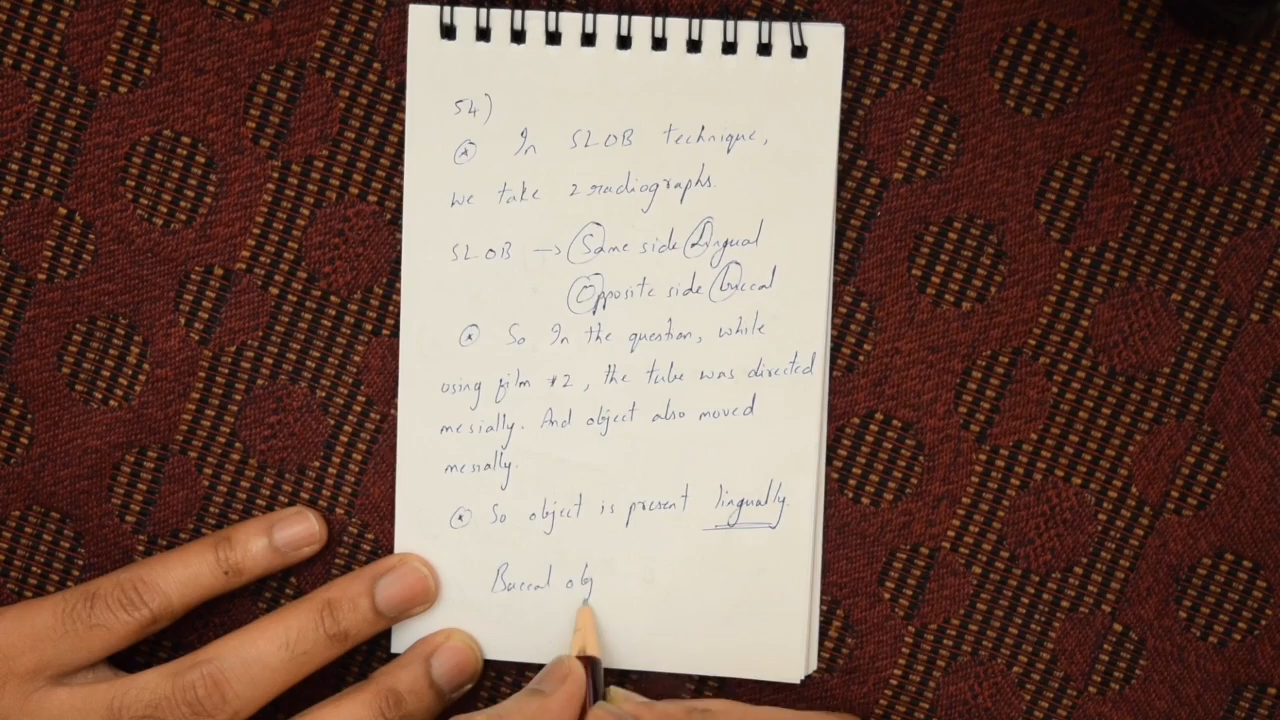 54)
⊛ In SLOB technique,
we take 2 radiographs.
SLOB → Same side Lingual
Opposite side buccal
⊛ So In the question, while
using film #2, the tube was directed
mesially. And object also moved
mesially.
⊛ So object is present lingually.
Buccal obj